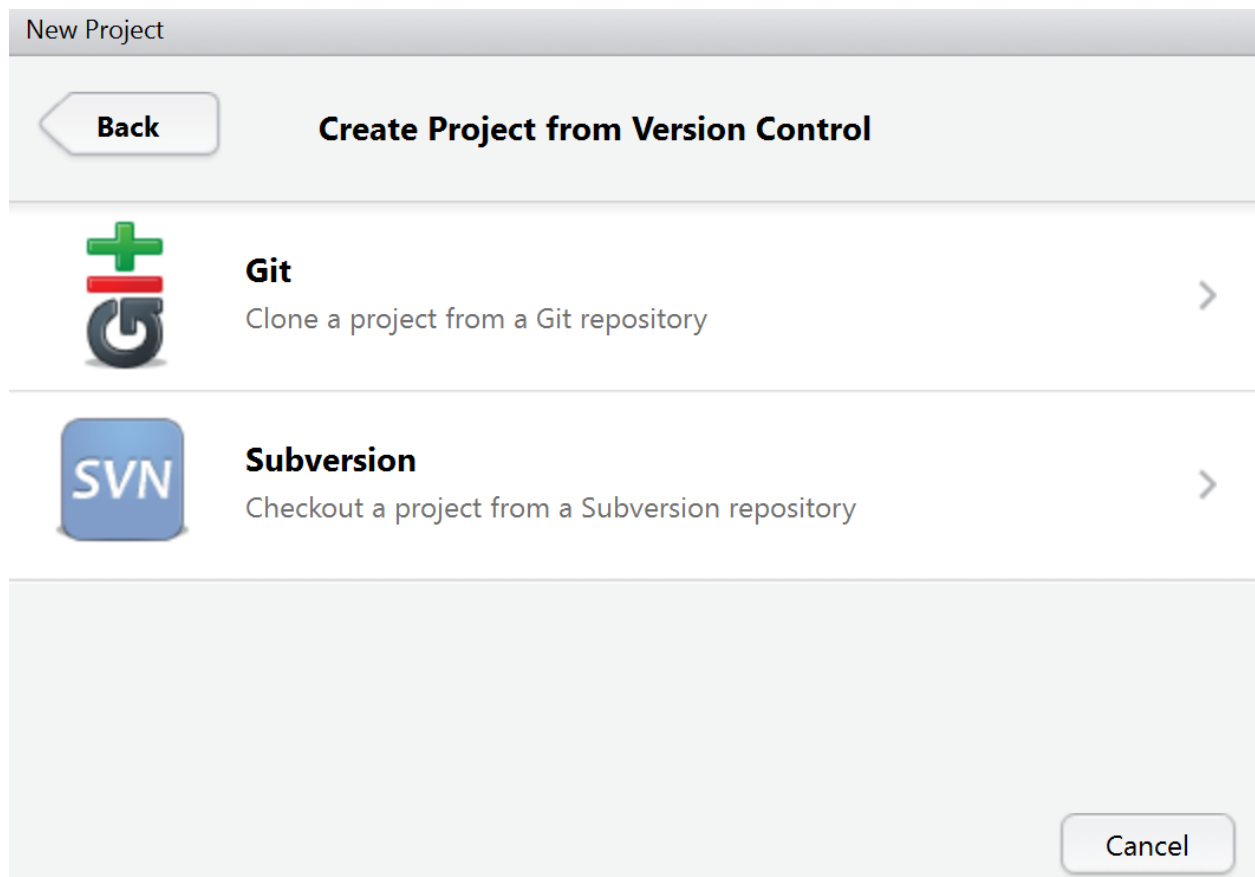 New Project
Back
Create Project from Version Control
git
Git
Clone a project from a Git repository
SVN
Subversion
Checkout a project from a Subversion repository
Cancel